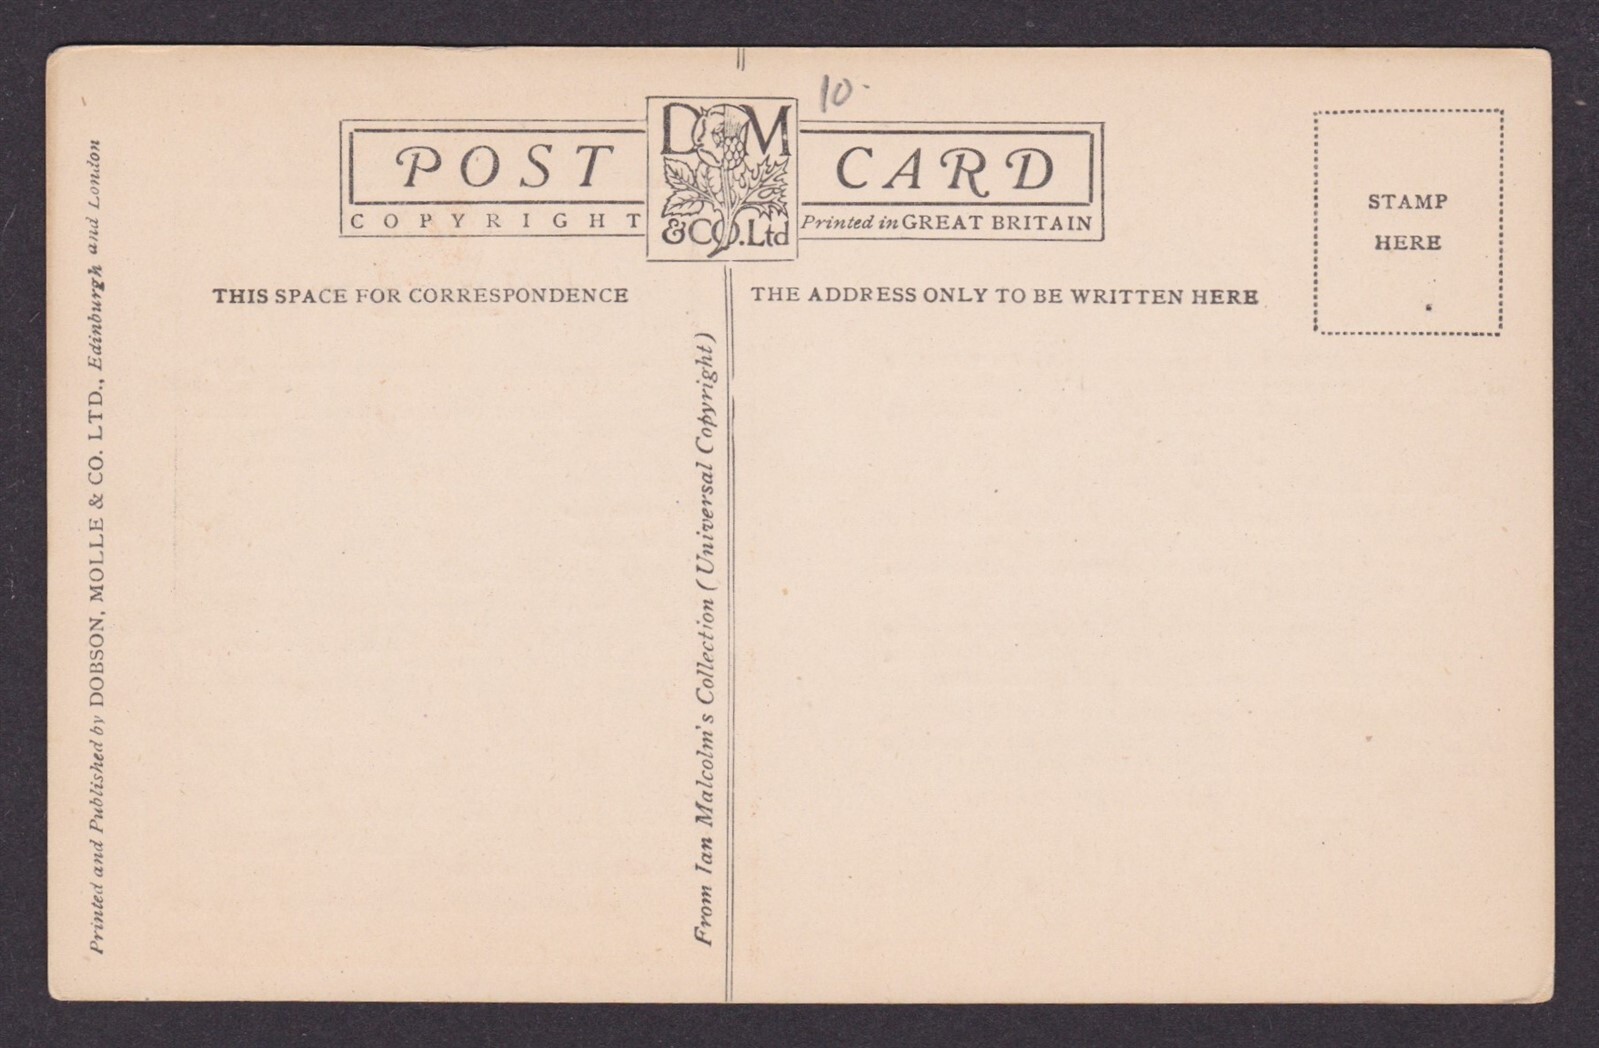 10.
POST CARD
COPYRIGHT
D M
& CO. Ltd
Printed in GREAT BRITAIN
STAMP
HERE
THIS SPACE FOR CORRESPONDENCE
THE ADDRESS ONLY TO BE WRITTEN HERE
Printed and Published by DOBSON, MOLLE & CO. LTD., Edinburgh and London
From Ian Malcolm's Collection (Universal Copyright)